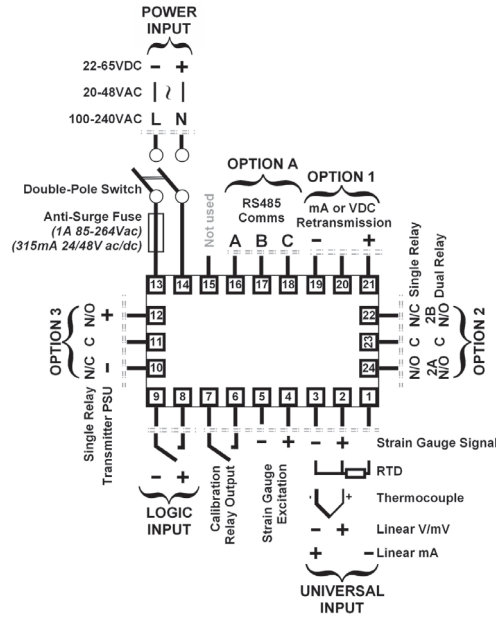 POWER
INPUT
22-65VDC − +
20-48VAC | ~ |
100-240VAC L N
Double-Pole Switch
Anti-Surge Fuse
(1A 85-264Vac)
(315mA 24/48V ac/dc)
Not used
OPTION A
RS485
Comms
A B C
OPTION 1
mA or VDC
Retransmission
− +
13 14 15 16 17 18 19 20 21
OPTION 3
N/O + 12
C 11
N/C − 10
Single Relay
Transmitter PSU
22 N/C 2B N/O
23 C C
24 N/O 2A N/O
Single Relay
Dual Relay
OPTION 2
9 8 7 6 5 4 3 2 1
− +
LOGIC
INPUT
Calibration
Relay Output
− +
Strain Gauge
Excitation
− + Strain Gauge Signal
RTD
- + Thermocouple
− + Linear V/mV
+ − Linear mA
UNIVERSAL
INPUT